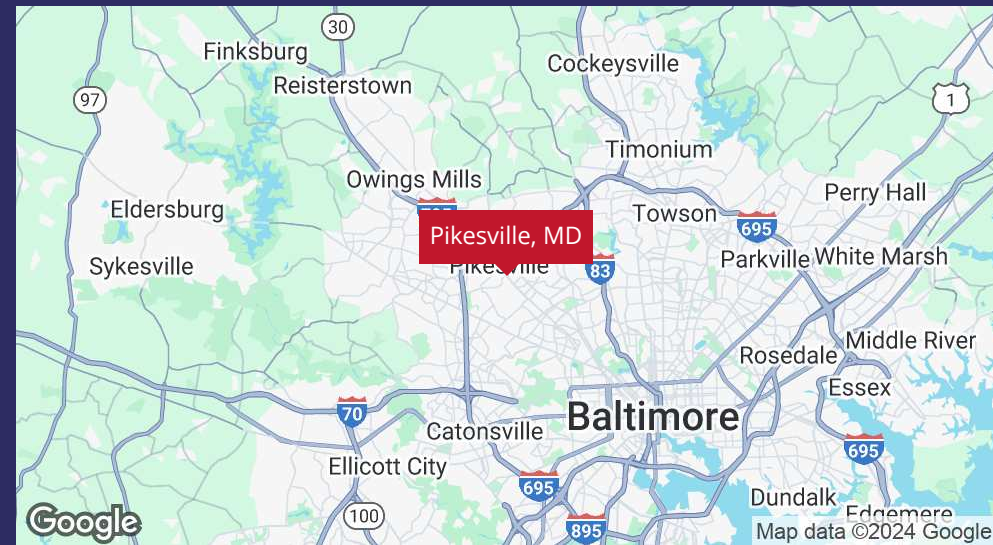 30
Finksburg
Cockeysville
Reisterstown
97
1
Timonium
Owings Mills
Perry Hall
Eldersburg
Towson
695
Pikesville, MD
Parkville
White Marsh
Sykesville
Pikesville
83
Middle River
Rosedale
Essex
70
Baltimore
Catonsville
695
Ellicott City
695
Dundalk
100
Edgemere
Google
895
Map data ©2024 Google